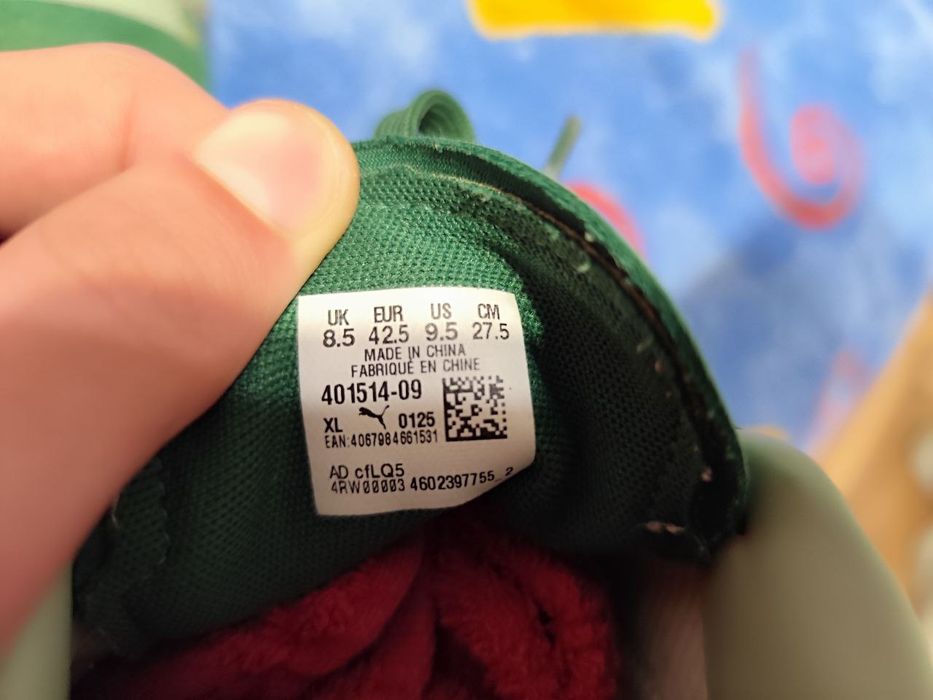 UK EUR US CM
8.5 42.5 9.5 27.5
MADE IN CHINA
FABRIQUÉ EN CHINE
401514-09
XL 0125
EAN:4067984661531
AD cfLQ5
4RW00003 4602397755_2